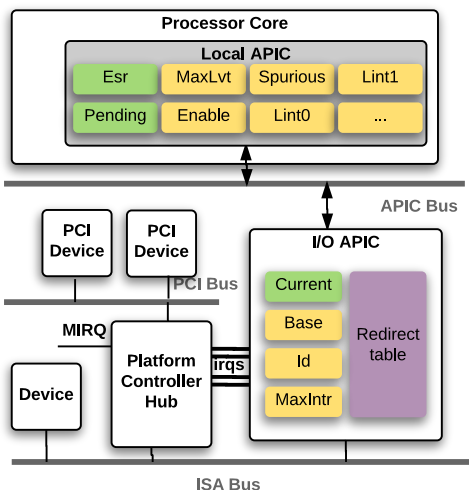 Processor Core
Local APIC
Esr MaxLvt Spurious Lint1
Pending Enable Lint0 ...
APIC Bus
PCI
Device
PCI
Device
I/O APIC
PCI Bus
Current
Base
Id
MaxIntr
Redirect
table
MIRQ
Platform
Controller
Hub
irqs
Device
ISA Bus